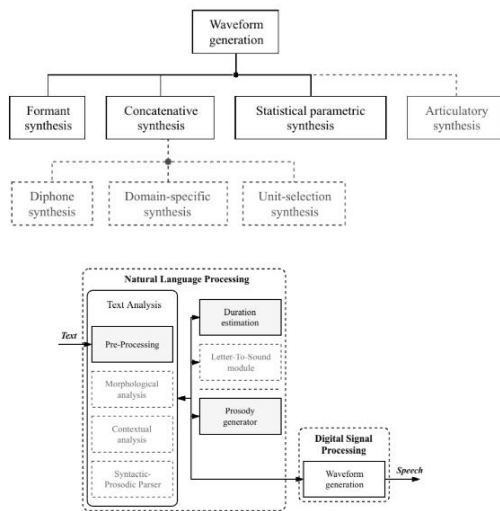 Waveform
generation
Formant
synthesis
Concatenative
synthesis
Statistical parametric
synthesis
Articulatory
synthesis
Diphone
synthesis
Domain-specific
synthesis
Unit-selection
synthesis
Natural Language Processing
Text Analysis
Text
Pre-Processing
Morphological
analysis
Contextual
analysis
Syntactic-
Prosodic Parser
Duration
estimation
Letter-To-Sound
module
Prosody
generator
Digital Signal
Processing
Waveform
generation
Speech